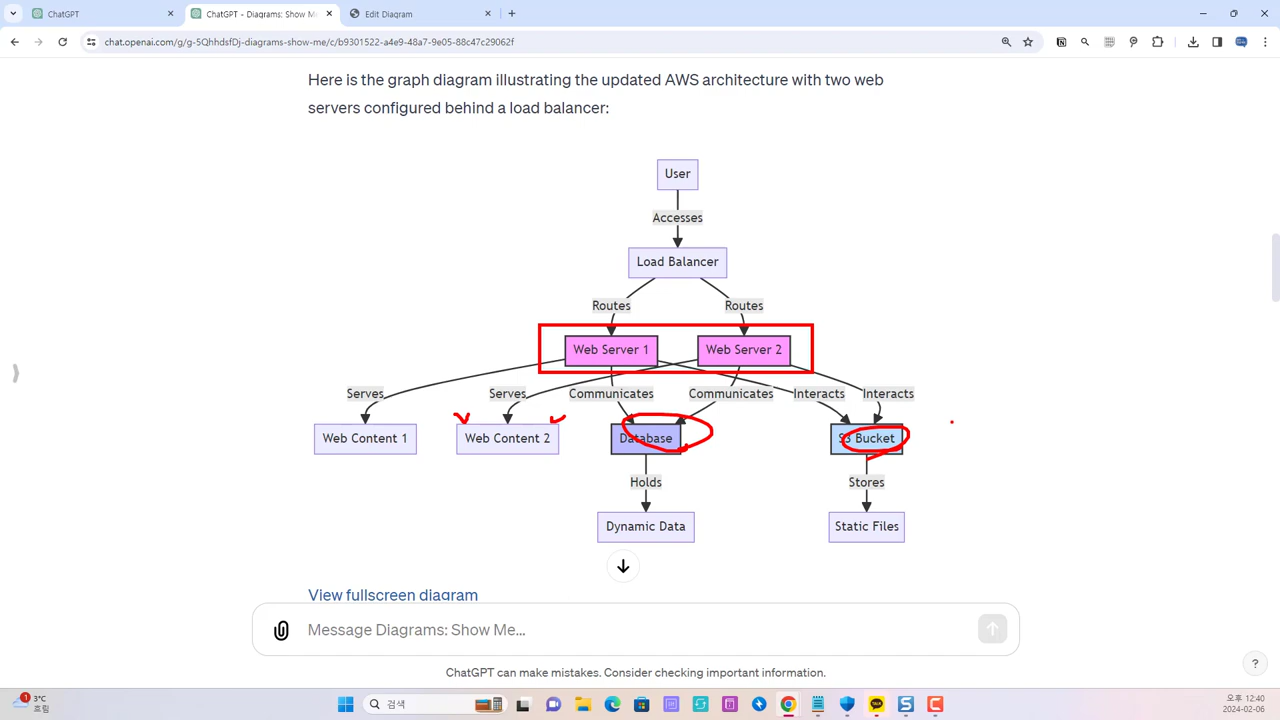 ChatGPT
ChatGPT - Diagrams: Show Me
Edit Diagram
chat.openai.com/g/g-5QhhdsfDj-diagrams-show-me/c/b9301522-a4e9-48a7-9e05-88c47c29062f
Here is the graph diagram illustrating the updated AWS architecture with two web
servers configured behind a load balancer:
User
Accesses
Load Balancer
Routes Routes
Web Server 1 Web Server 2
Serves Serves Communicates Communicates Interacts Interacts
Web Content 1 Web Content 2 Database S3 Bucket
Holds Stores
Dynamic Data Static Files
View fullscreen diagram
Message Diagrams: Show Me...
ChatGPT can make mistakes. Consider checking important information.
?
1
3°C
흐림
검색
TALK
S
C
오후 12:40
2024-02-06